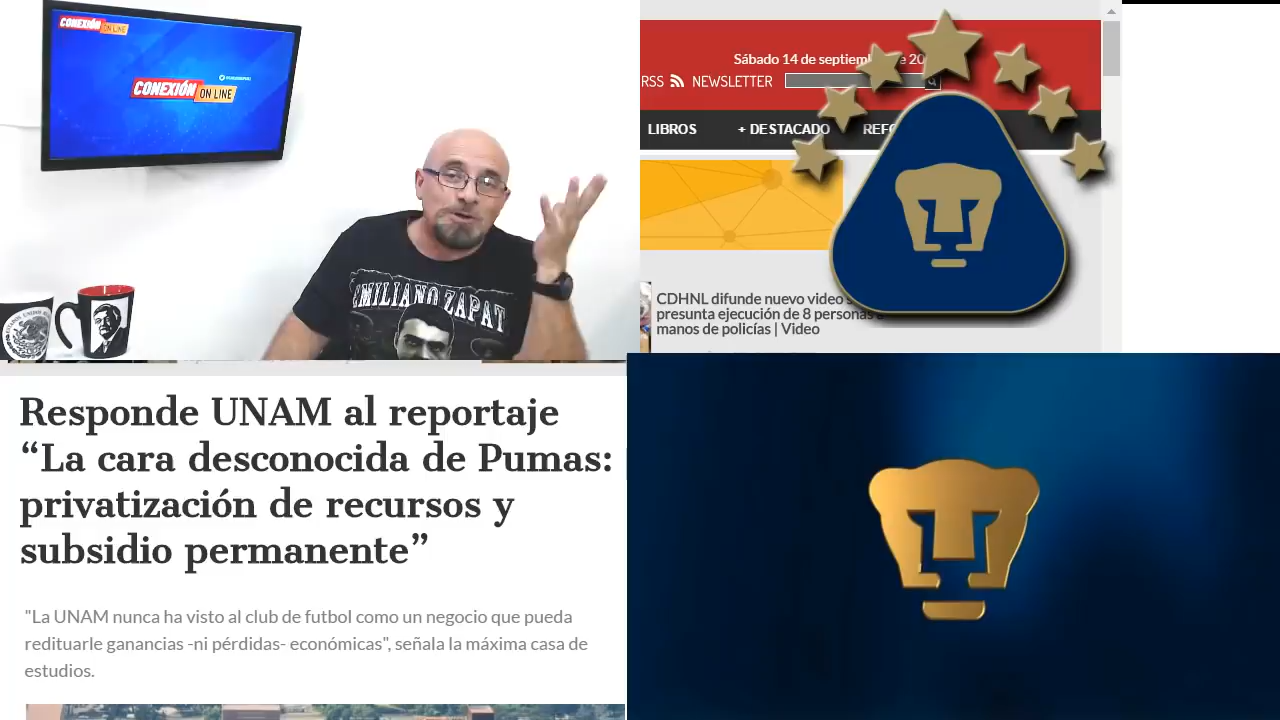 CONEXIÓN ON LINE
CONEXIÓN ON LINE
EMILIANO ZAPAT
Sábado 14 de septiemb e 20
RSS NEWSLETTER
LIBROS + DESTACADO REFO
CDHNL difunde nuevo video s
presunta ejecución de 8 personas a
manos de policías | Video
Responde UNAM al reportaje
“La cara desconocida de Pumas:
privatización de recursos y
subsidio permanente”
"La UNAM nunca ha visto al club de futbol como un negocio que pueda
redituarle ganancias -ni pérdidas- económicas", señala la máxima casa de
estudios.